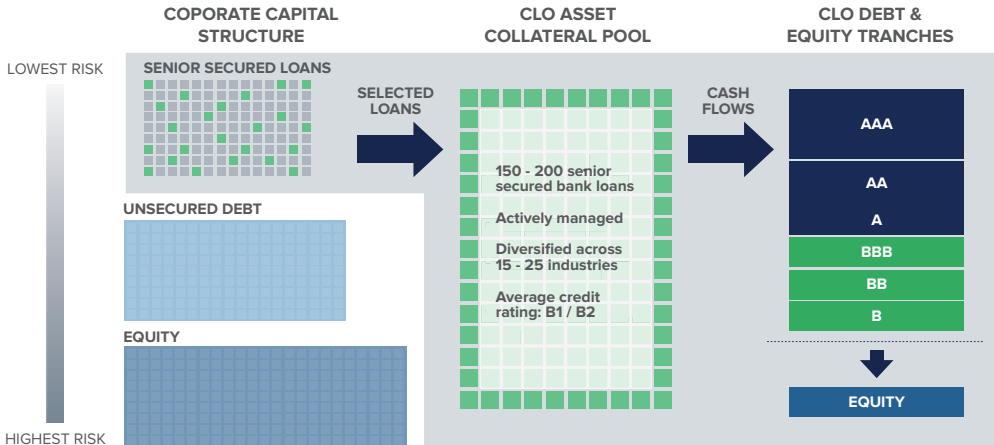 COPORATE CAPITAL
STRUCTURE
CLO ASSET
COLLATERAL POOL
CLO DEBT &
EQUITY TRANCHES
LOWEST RISK
HIGHEST RISK
SENIOR SECURED LOANS
UNSECURED DEBT
EQUITY
SELECTED
LOANS
150 - 200 senior
secured bank loans
Actively managed
Diversified across
15 - 25 industries
Average credit
rating: B1 / B2
CASH
FLOWS
AAA
AA
A
BBB
BB
B
EQUITY